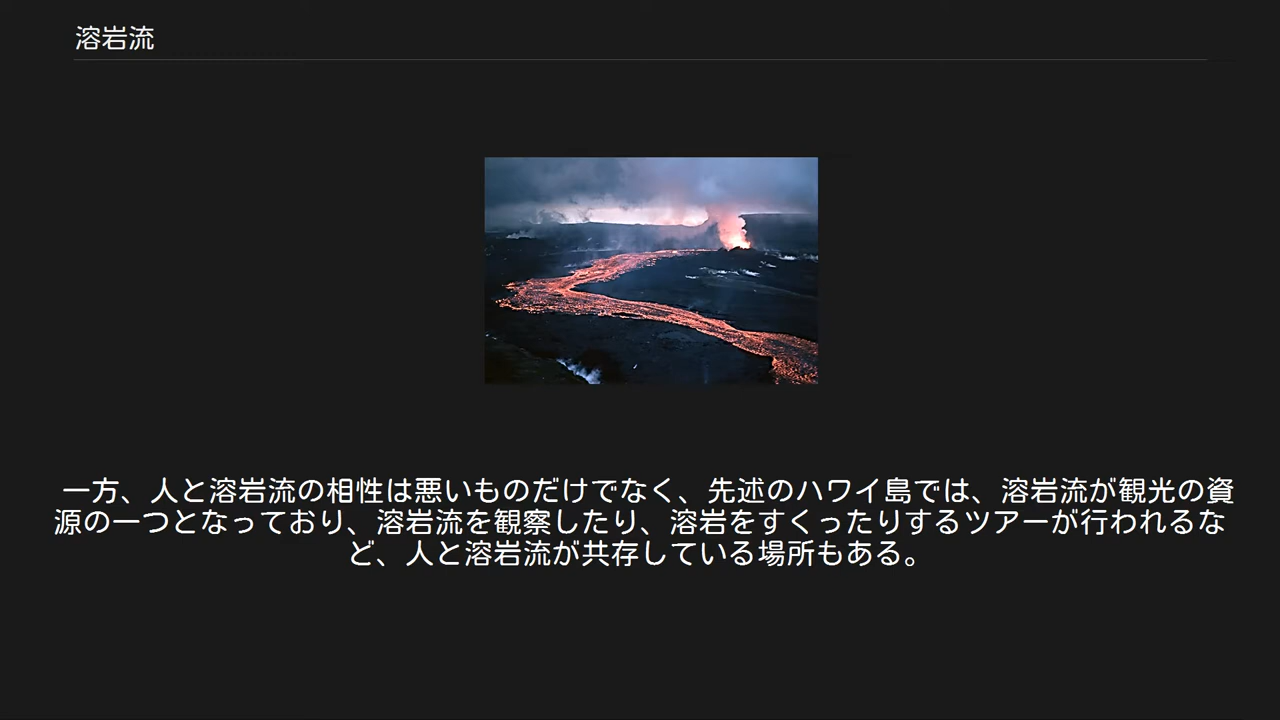 溶岩流
一方、人と溶岩流の相性は悪いものだけでなく、先述のハワイ島では、溶岩流が観光の資
源の一つとなっており、溶岩流を観察したり、溶岩をすくったりするツアーが行われるな
ど、人と溶岩流が共存している場所もある。